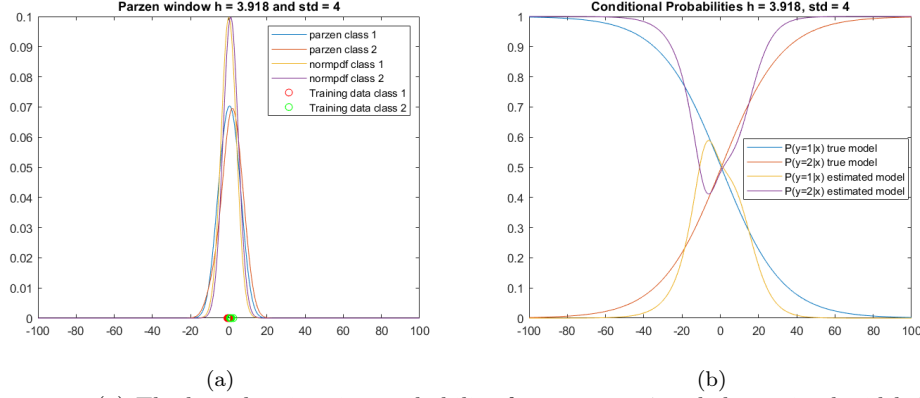 Parzen window h = 3.918 and std = 4
0.1
0.09
0.08
0.07
0.06
0.05
0.04
0.03
0.02
0.01
0
-100 -80 -60 -40 -20 0 20 40 60 80 100
parzen class 1
parzen class 2
normpdf class 1
normpdf class 2
Training data class 1
Training data class 2
(a)
Conditional Probabilities h = 3.918, std = 4
1
0.9
0.8
0.7
0.6
0.5
0.4
0.3
0.2
0.1
0
-100 -80 -60 -40 -20 0 20 40 60 80 100
P(y=1|x) true model
P(y=2|x) true model
P(y=1|x) estimated model
P(y=2|x) estimated model
(b)